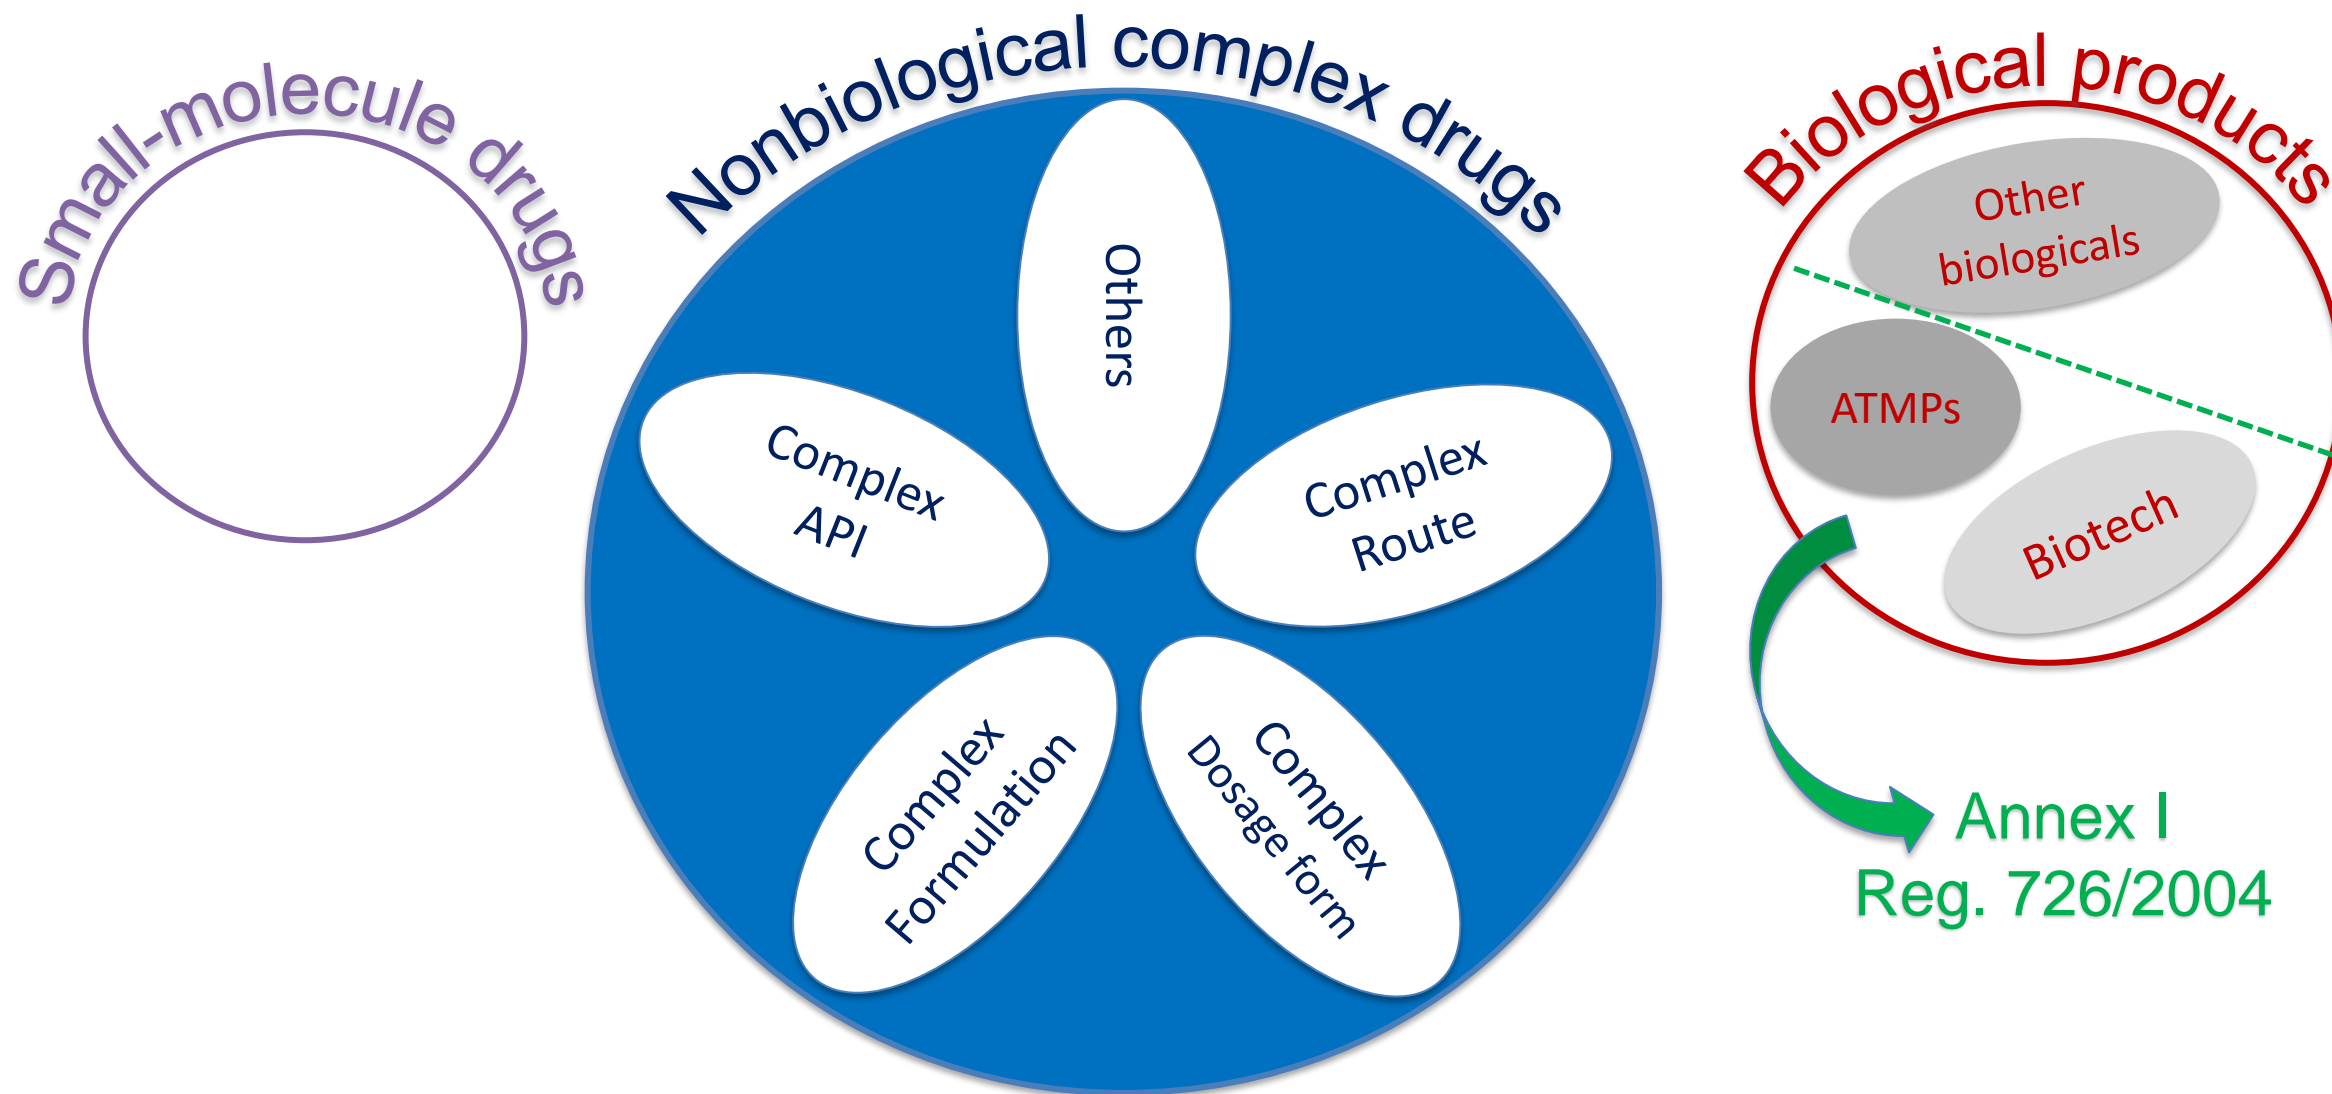 Small-molecule drugs
Nonbiological complex drugs
Others
Complex
API
Complex
Route
Complex
Formulation
Complex
Dosage form
Biological products
Other
biologicals
ATMPs
Biotech
Annex I
Reg. 726/2004